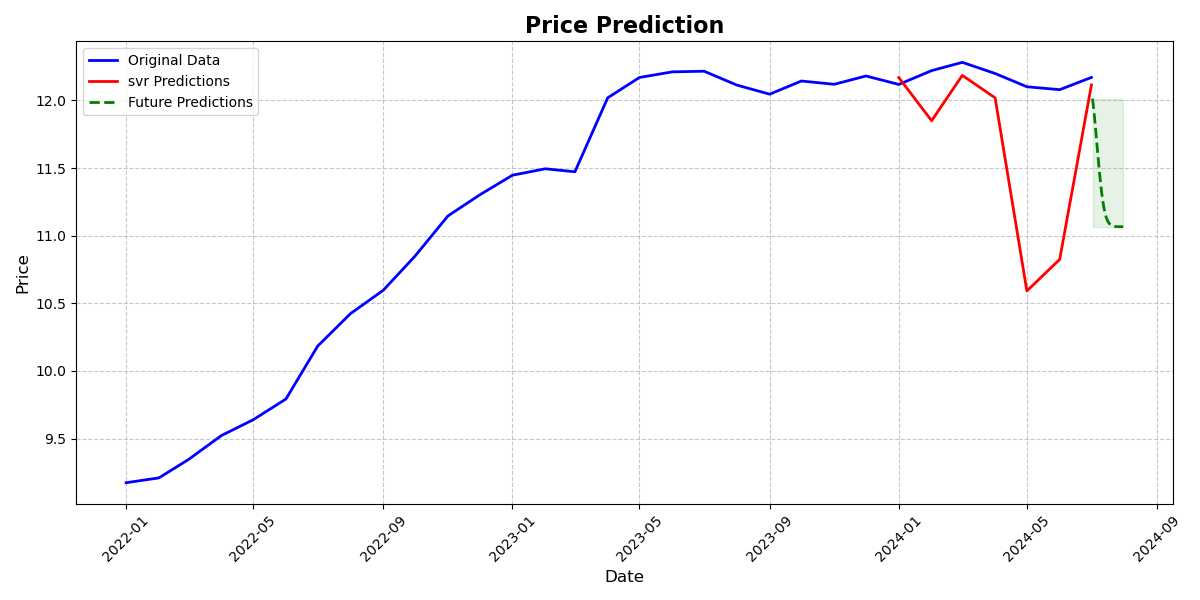 Price Prediction
Original Data
svr Predictions
Future Predictions
Price
12.0
11.5
11.0
10.5
10.0
9.5
2022-01
2022-05
2022-09
2023-01
2023-05
2023-09
2024-01
2024-05
2024-09
Date